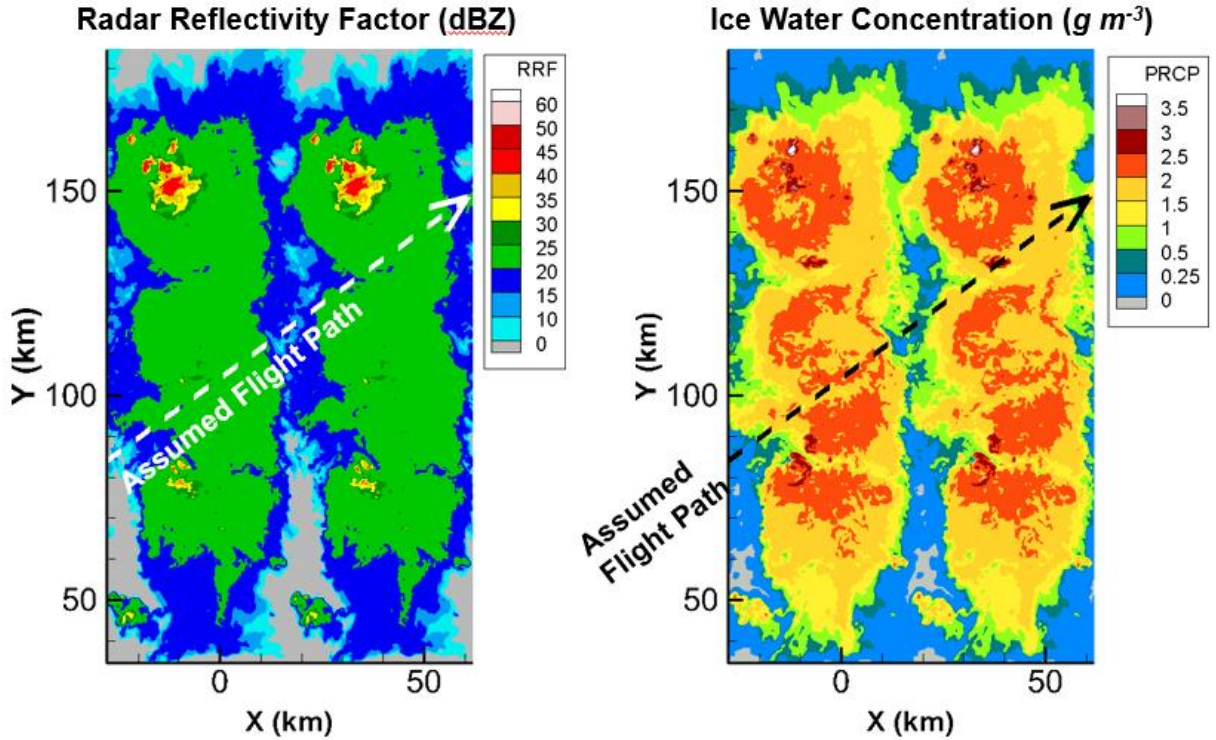 Radar Reflectivity Factor (dBZ)
RRF
60
50
45
40
35
30
25
20
15
10
0
150
100
50
Y (km)
Assumed Flight Path
0
50
X (km)
Ice Water Concentration (g m-3)
PRCP
3.5
3
2.5
2
1.5
1
0.5
0.25
0
150
100
50
Y (km)
Assumed
Flight Path
0
50
X (km)